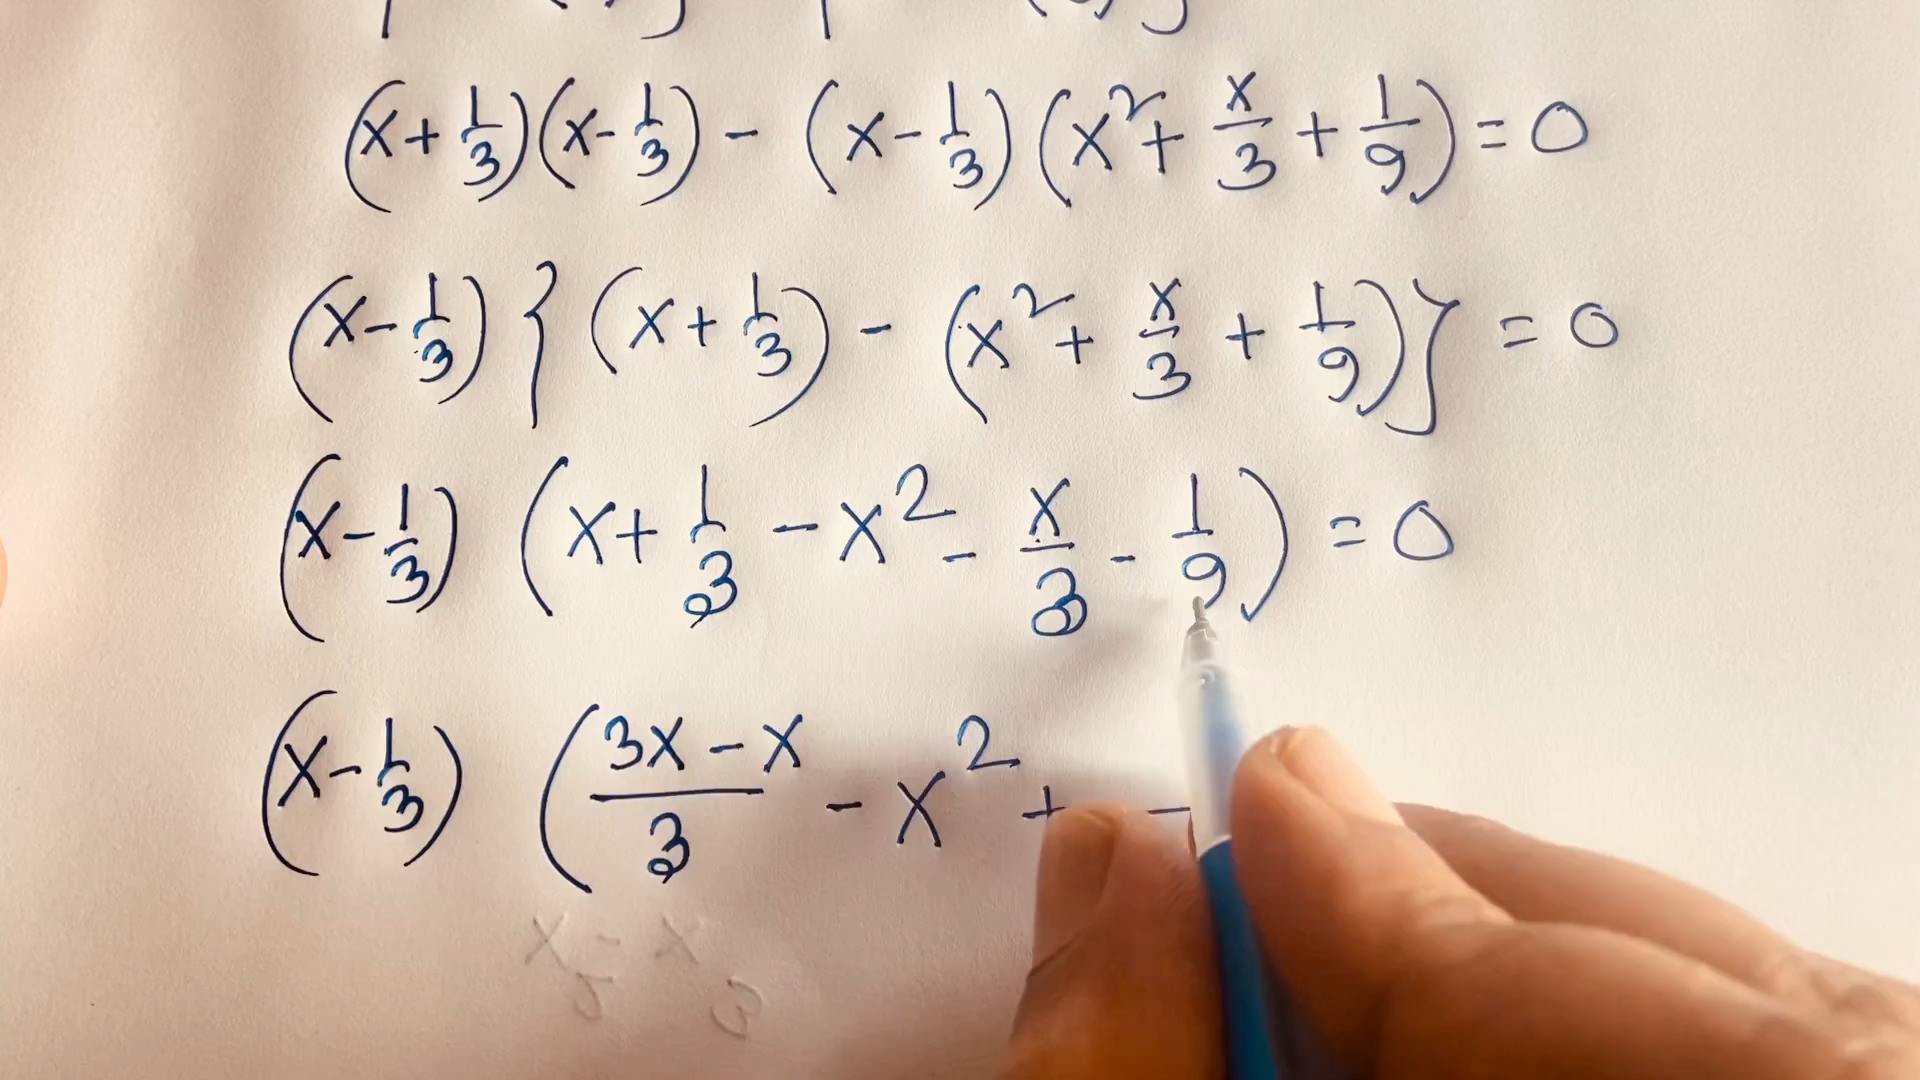 (x + 1/3)(x - 1/3) - (x - 1/3)(x² + x/3 + 1/9) = 0
(x - 1/3) { (x + 1/3) - (x² + x/3 + 1/9) } = 0
(x - 1/3) (x + 1/3 - x² - x/3 - 1/9) = 0
(x - 1/3) ((3x - x)/3 - x² +